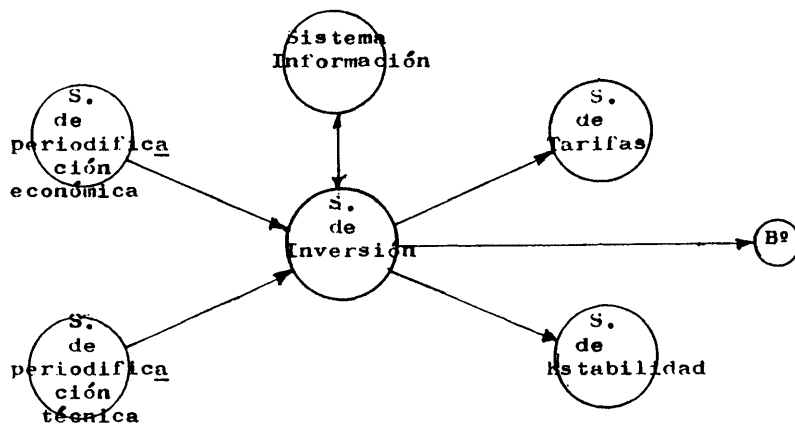 Sistema
Información
S.
de
periodifica
ción
económica
S.
de
Tarifas
S.
de
Inversión
Bº
S.
de
periodifica
ción
técnica
S.
de
Estabilidad